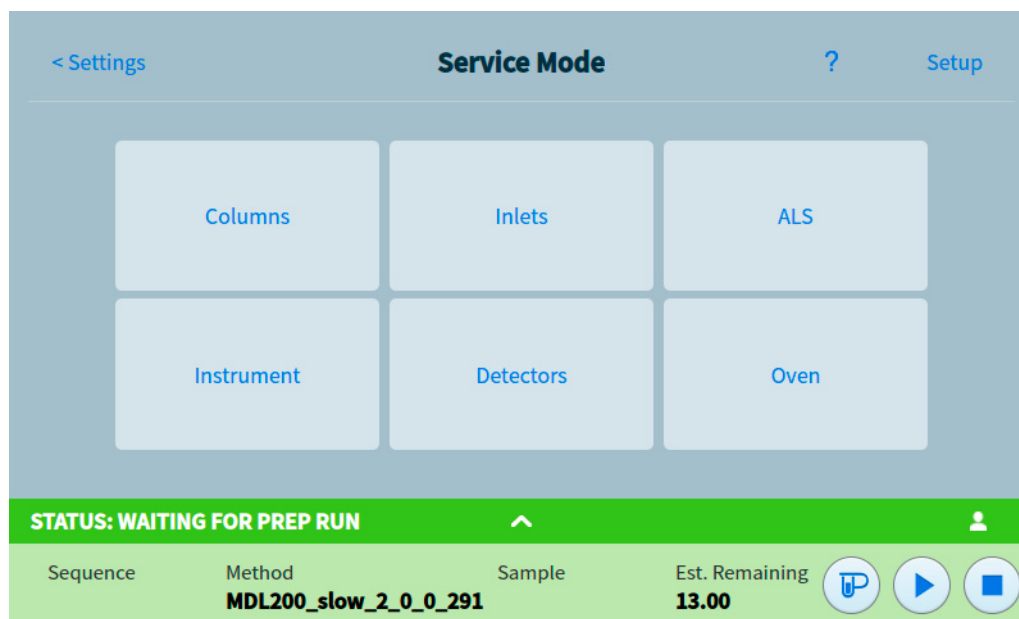 < Settings
Service Mode
?
Setup
Columns
Inlets
ALS
Instrument
Detectors
Oven
STATUS: WAITING FOR PREP RUN
Sequence
Method
Sample
Est. Remaining
MDL200_slow_2_0_0_291
13.00